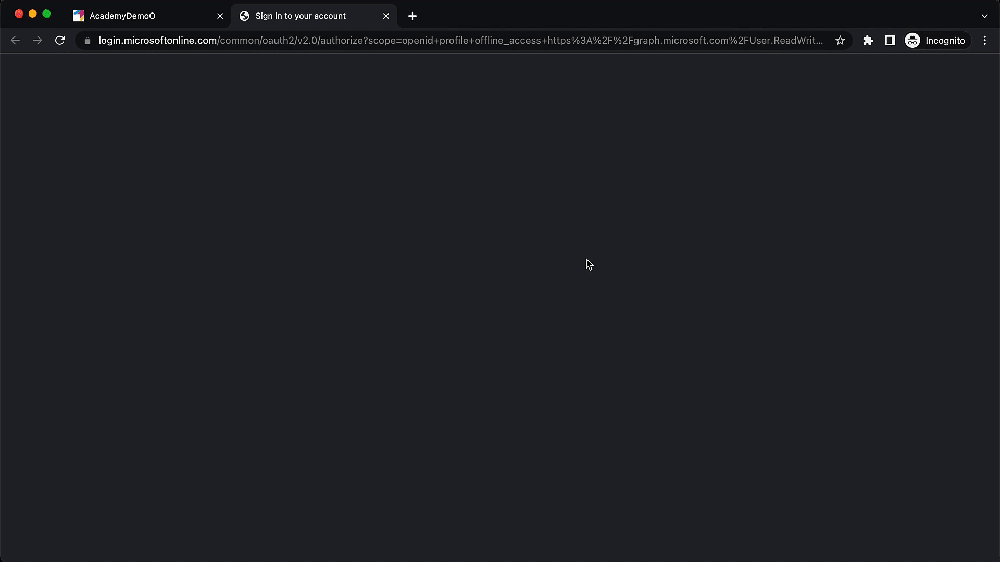 AcademyDemoO
Sign in to your account
login.microsoftonline.com/common/oauth2/v2.0/authorize?scope=openid+profile+offline_access+https%3A%2F%2Fgraph.microsoft.com%2FUser.ReadWrit...
Incognito